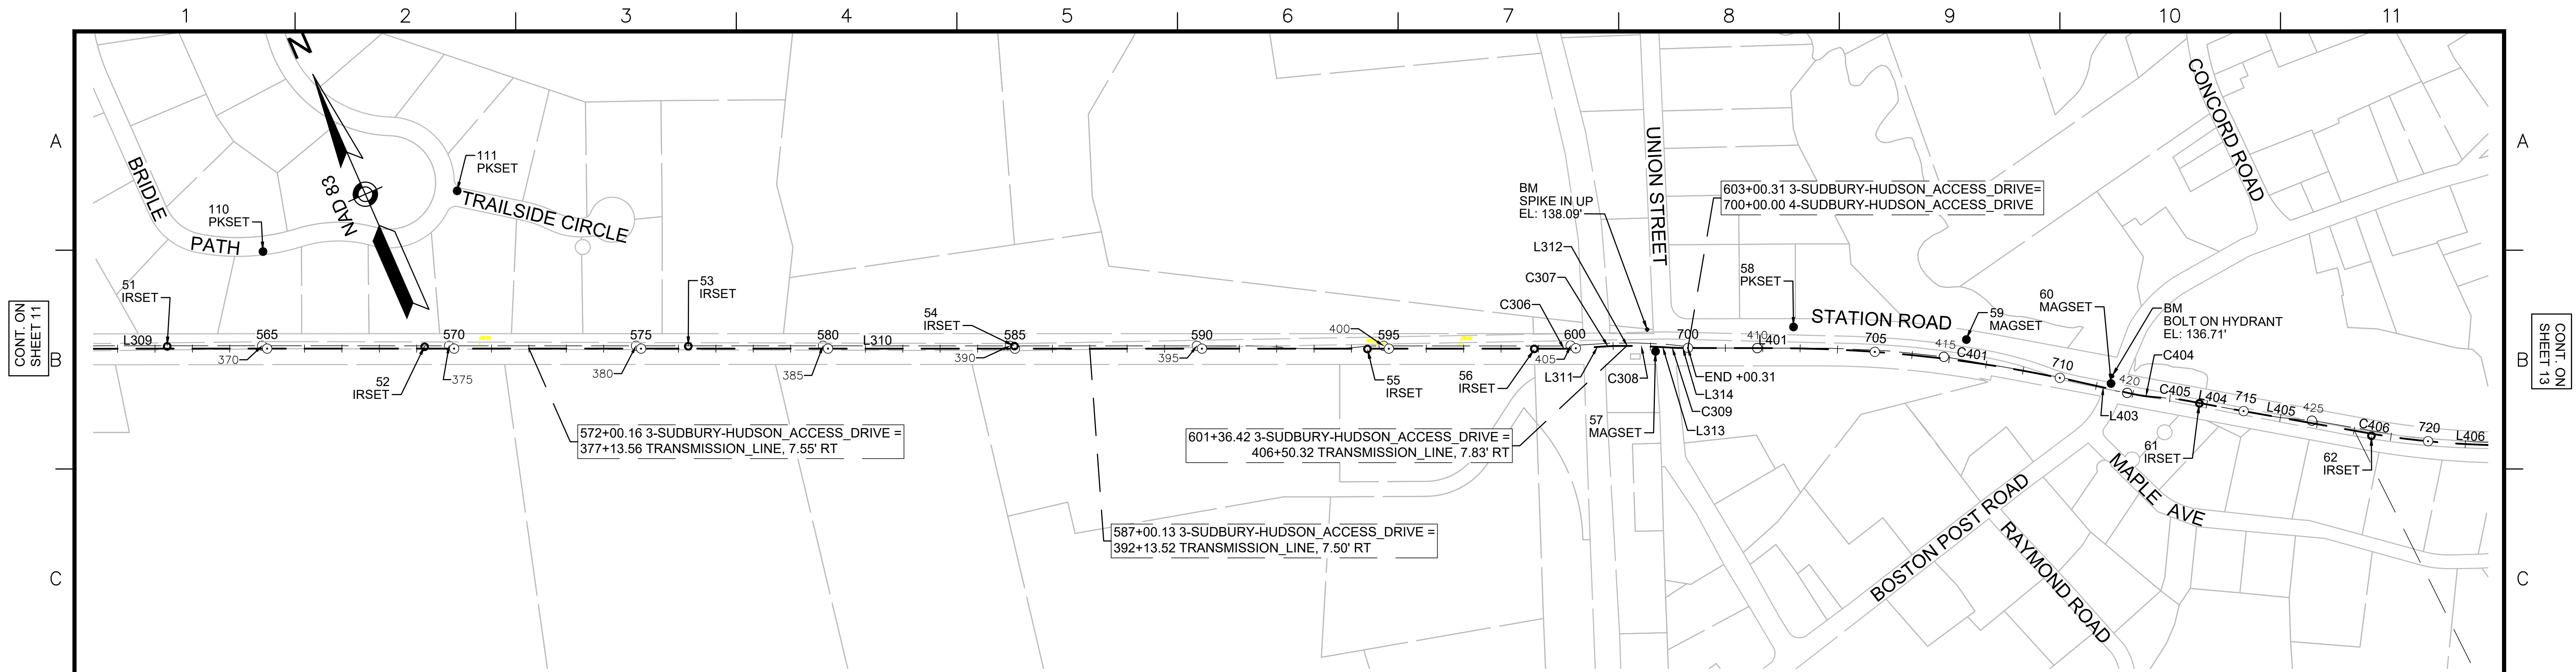 1 2 3 4 5 6 7 8 9 10 11
A
B
C
A
B
C
CONT. ON
SHEET 11
CONT. ON
SHEET 13
N
NAD 83
BRIDLE
PATH
TRAILSIDE CIRCLE
110
PKSET
111
PKSET
51
IRSET
L309
565
370
52
IRSET
570
375
575
380
53
IRSET
580
385
L310
54
IRSET
585
390
590
395
400
595
55
IRSET
56
IRSET
600
405
572+00.16 3-SUDBURY-HUDSON_ACCESS_DRIVE =
377+13.56 TRANSMISSION_LINE, 7.55' RT
587+00.13 3-SUDBURY-HUDSON_ACCESS_DRIVE =
392+13.52 TRANSMISSION_LINE, 7.50' RT
601+36.42 3-SUDBURY-HUDSON_ACCESS_DRIVE =
406+50.32 TRANSMISSION_LINE, 7.83' RT
603+00.31 3-SUDBURY-HUDSON_ACCESS_DRIVE=
700+00.00 4-SUDBURY-HUDSON_ACCESS_DRIVE
BM
SPIKE IN UP
EL: 138.09'
L312
C307
C306
L311
C308
57
MAGSET
UNION STREET
700
END +00.31
L314
C309
L313
58
PKSET
410
L401
STATION ROAD
705
59
MAGSET
415
C401
710
60
MAGSET
BM
BOLT ON HYDRANT
EL: 136.71'
420
C404
L403
C405
L404
61
IRSET
715
L405
425
C406
62
IRSET
720
L406
CONCORD ROAD
MAPLE AVE
BOSTON POST ROAD
RAYMOND ROAD